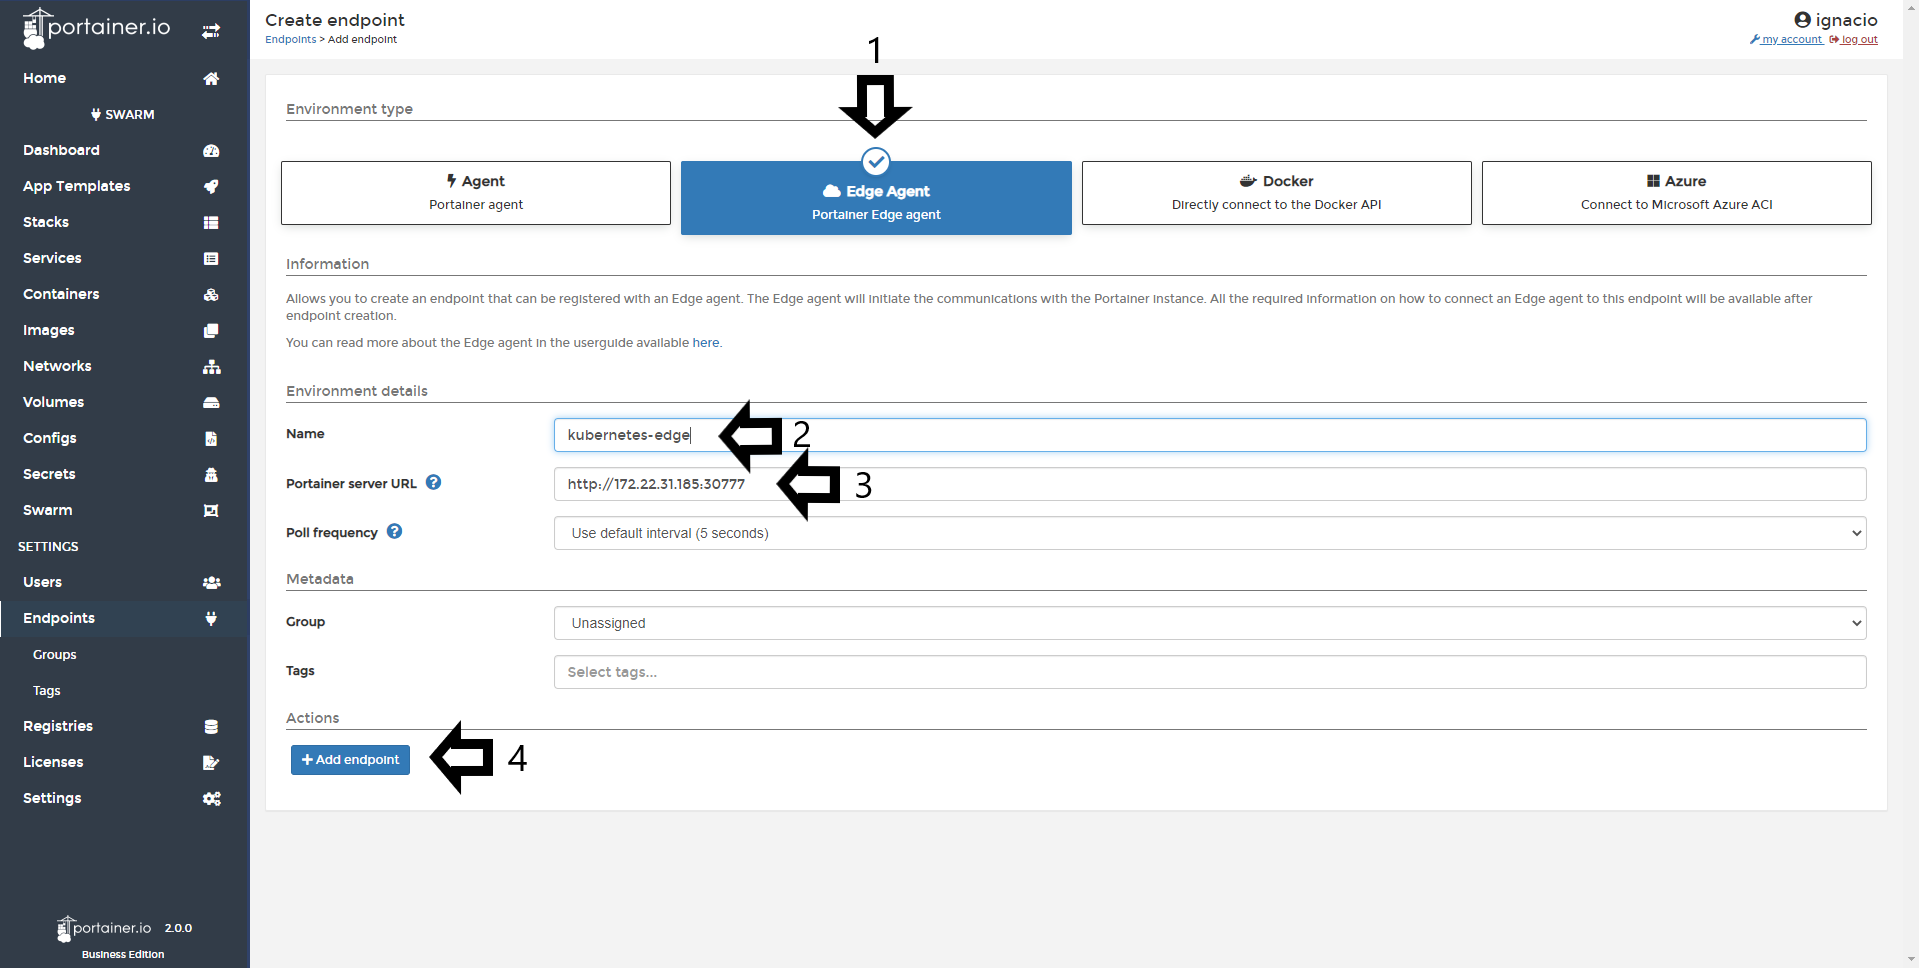 portainer.io
Home
SWARM
Dashboard
App Templates
Stacks
Services
Containers
Images
Networks
Volumes
Configs
Secrets
Swarm
SETTINGS
Users
Endpoints
Groups
Tags
Registries
Licenses
Settings
portainer.io 2.0.0
Business Edition
Create endpoint
Endpoints > Add endpoint
ignacio
my account log out
1
Environment type
Agent
Portainer agent
Edge Agent
Portainer Edge agent
Docker
Directly connect to the Docker API
Azure
Connect to Microsoft Azure ACI
Information
Allows you to create an endpoint that can be registered with an Edge agent. The Edge agent will initiate the communications with the Portainer instance. All the required information on how to connect an Edge agent to this endpoint will be available after
endpoint creation.
You can read more about the Edge agent in the userguide available here.
Environment details
Name kubernetes-edge 2
Portainer server URL ? http://172.22.31.185:30777 3
Poll frequency ? Use default interval (5 seconds)
Metadata
Group Unassigned
Tags Select tags...
Actions
+ Add endpoint 4